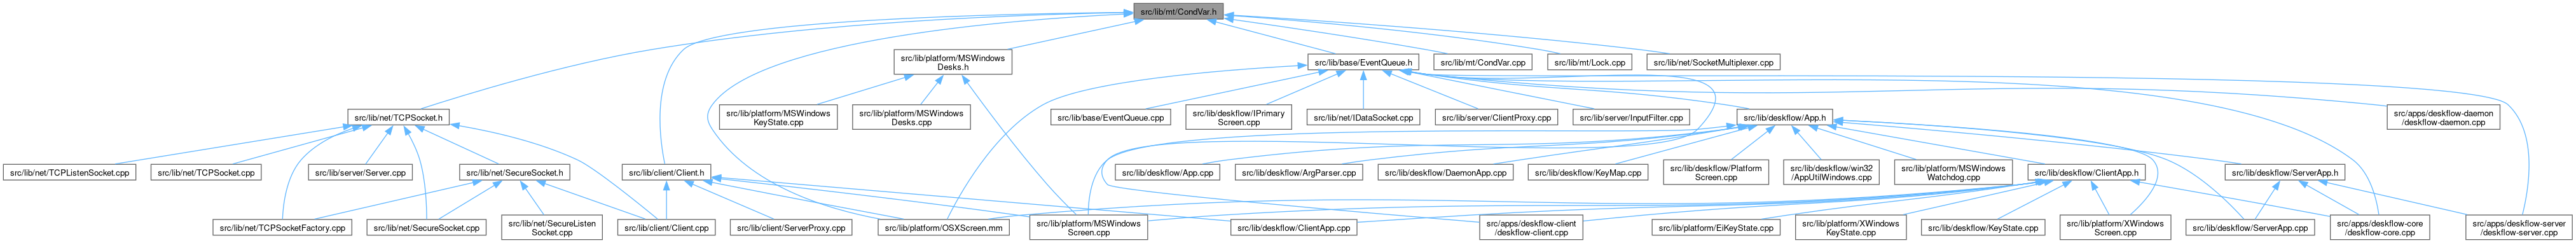 src/lib/mt/CondVar.h
src/lib/platform/MSWindows
Desks.h
src/lib/base/EventQueue.h
src/lib/mt/CondVar.cpp
src/lib/mt/Lock.cpp
src/lib/net/SocketMultiplexer.cpp
src/lib/net/TCPSocket.h
src/lib/platform/MSWindows
KeyState.cpp
src/lib/platform/MSWindows
Desks.cpp
src/lib/base/EventQueue.cpp
src/lib/deskflow/IPrimary
Screen.cpp
src/lib/net/IDataSocket.cpp
src/lib/server/ClientProxy.cpp
src/lib/server/InputFilter.cpp
src/lib/deskflow/App.h
src/apps/deskflow-daemon
/deskflow-daemon.cpp
src/lib/net/TCPListenSocket.cpp
src/lib/net/TCPSocket.cpp
src/lib/server/Server.cpp
src/lib/net/SecureSocket.h
src/lib/client/Client.h
src/lib/deskflow/App.cpp
src/lib/deskflow/ArgParser.cpp
src/lib/deskflow/DaemonApp.cpp
src/lib/deskflow/KeyMap.cpp
src/lib/deskflow/Platform
Screen.cpp
src/lib/deskflow/win32
/AppUtilWindows.cpp
src/lib/platform/MSWindows
Watchdog.cpp
src/lib/deskflow/ClientApp.h
src/lib/deskflow/ServerApp.h
src/lib/net/TCPSocketFactory.cpp
src/lib/net/SecureSocket.cpp
src/lib/net/SecureListen
Socket.cpp
src/lib/client/Client.cpp
src/lib/client/ServerProxy.cpp
src/lib/platform/OSXScreen.mm
src/lib/platform/MSWindows
Screen.cpp
src/lib/deskflow/ClientApp.cpp
src/apps/deskflow-client
/deskflow-client.cpp
src/lib/platform/EiKeyState.cpp
src/lib/platform/XWindows
KeyState.cpp
src/lib/deskflow/KeyState.cpp
src/lib/platform/XWindows
Screen.cpp
src/lib/deskflow/ServerApp.cpp
src/apps/deskflow-core
/deskflow-core.cpp
src/apps/deskflow-server
/deskflow-server.cpp